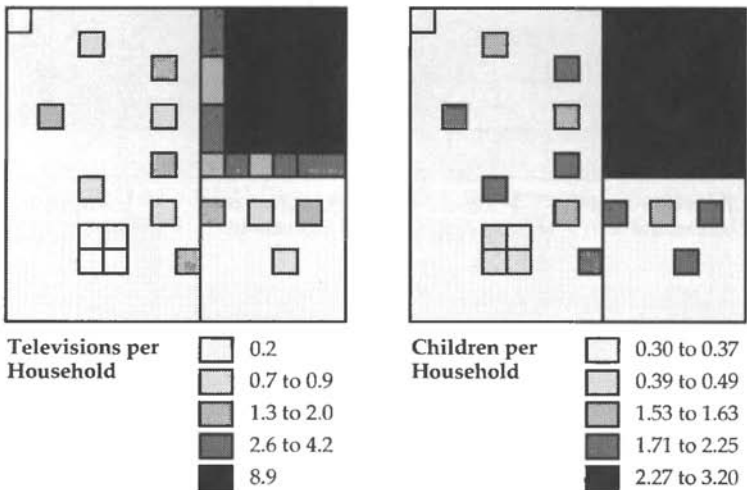 Televisions per
Household
0.2
0.7 to 0.9
1.3 to 2.0
2.6 to 4.2
8.9
Children per
Household
0.30 to 0.37
0.39 to 0.49
1.53 to 1.63
1.71 to 2.25
2.27 to 3.20